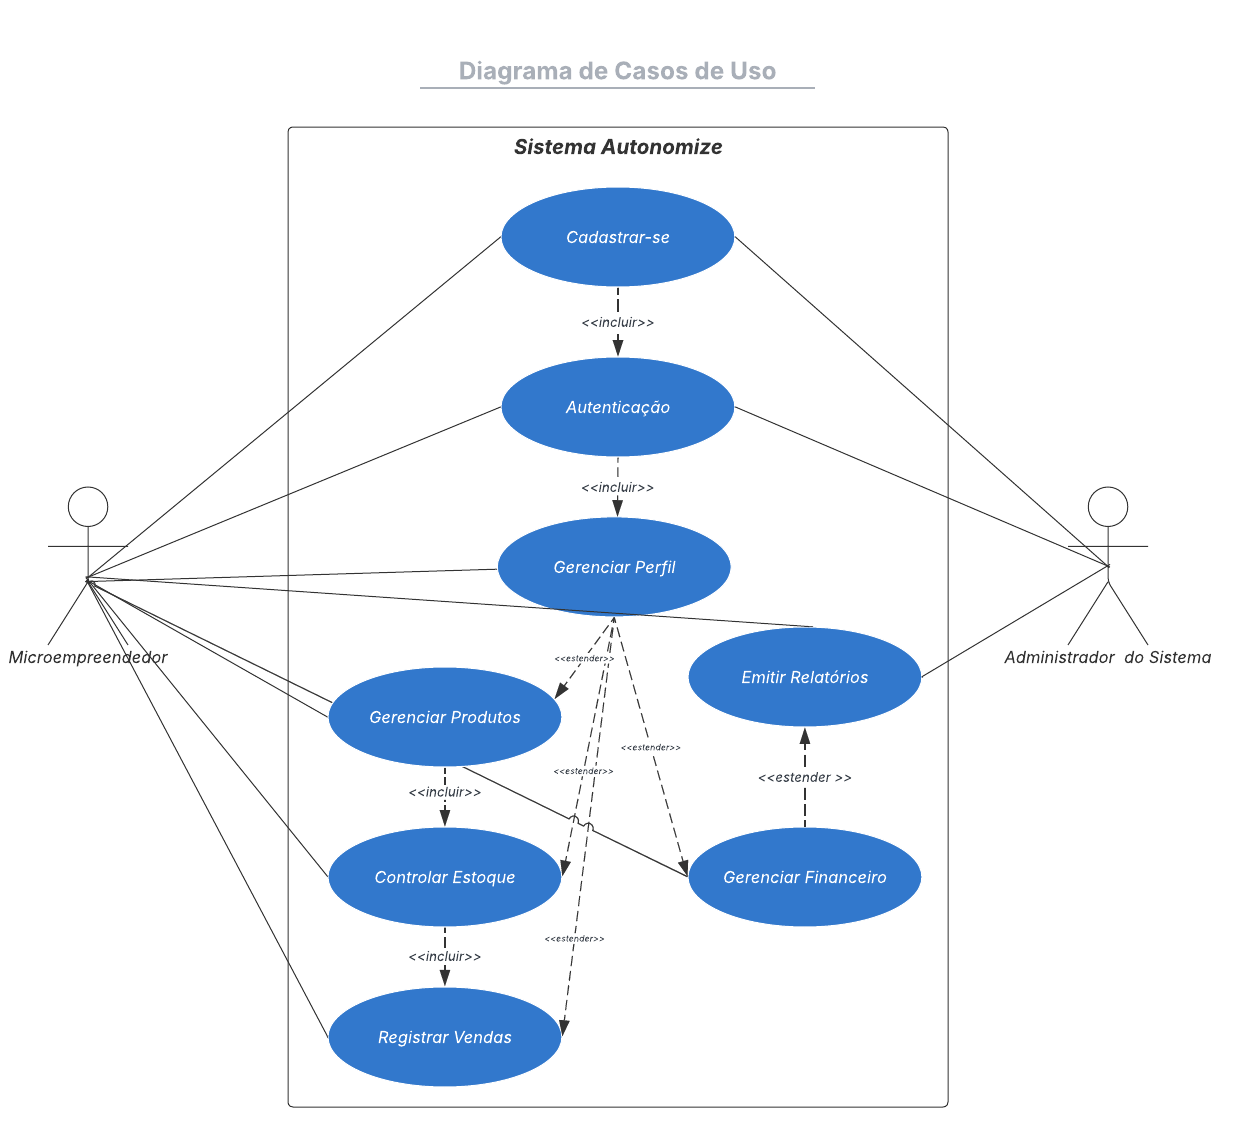 Diagrama de Casos de Uso
Sistema Autonomize
Cadastrar-se
<<incluir>>
Autenticação
<<incluir>>
Gerenciar Perfil
Microempreendedor
Administrador  do Sistema
<<estender>>
Emitir Relatórios
Gerenciar Produtos
<<estender>>
<<estender>>
<<estender >>
<<incluir>>
Controlar Estoque
Gerenciar Financeiro
<<estender>>
<<incluir>>
Registrar Vendas